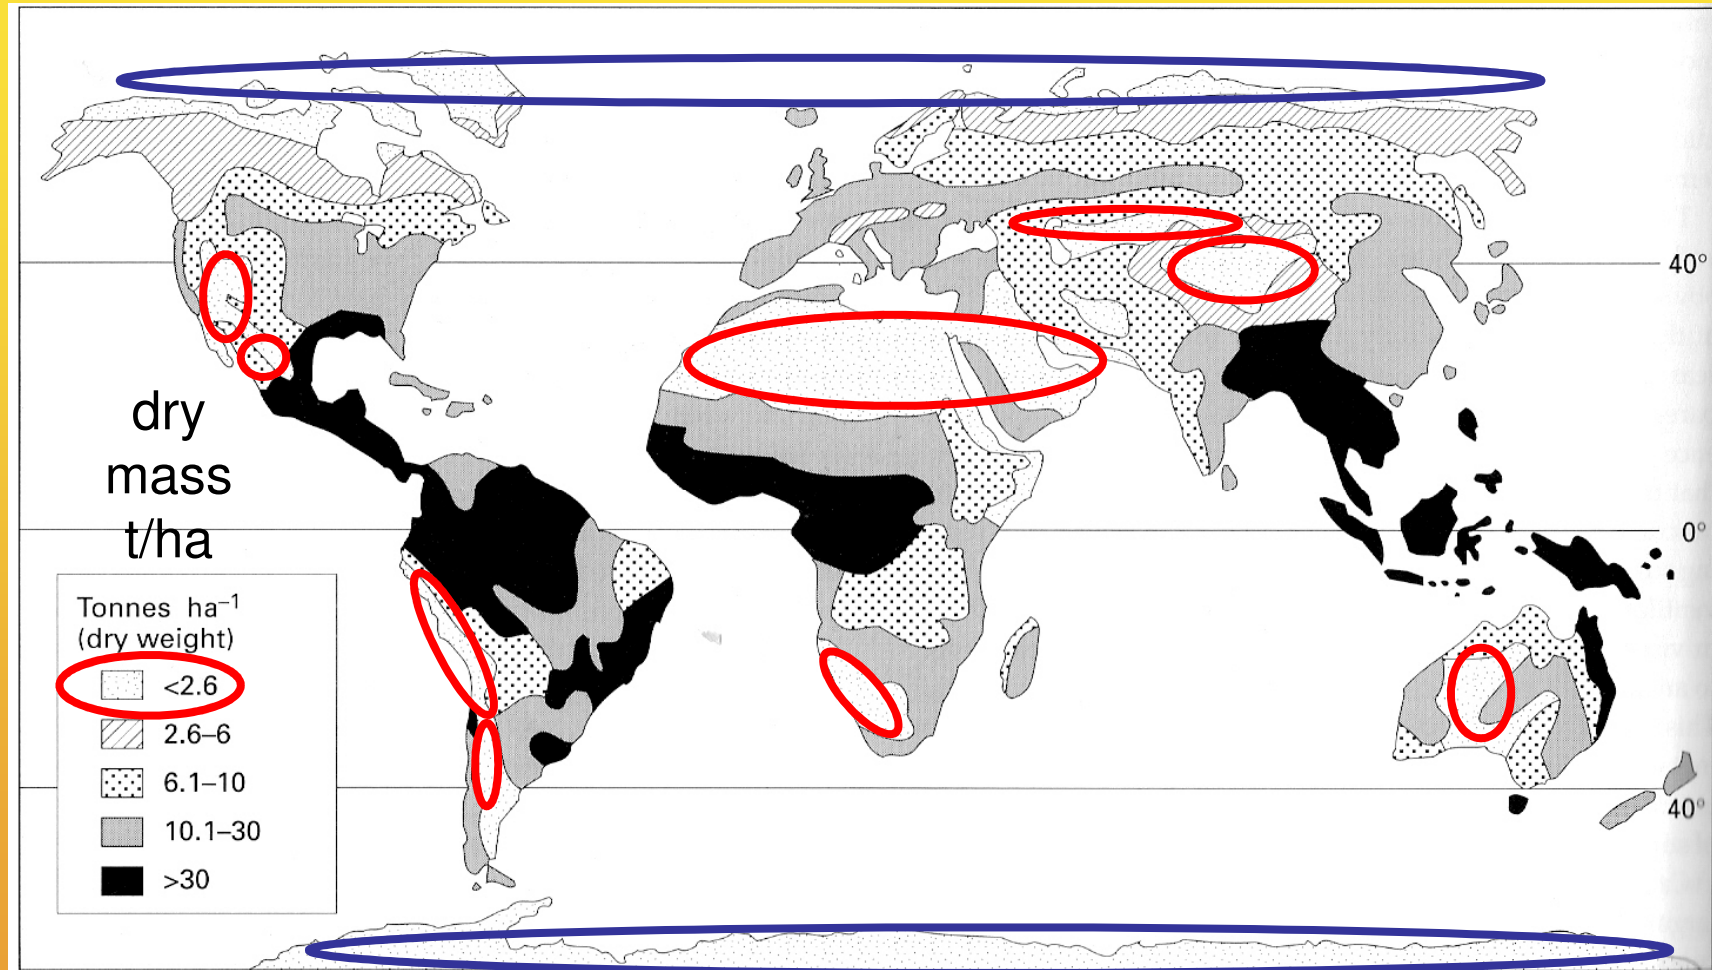 40°
dry
mass
t/ha
0°
Tonnes ha⁻¹
(dry weight)
<2.6
2.6–6
6.1–10
10.1–30
>30
40°